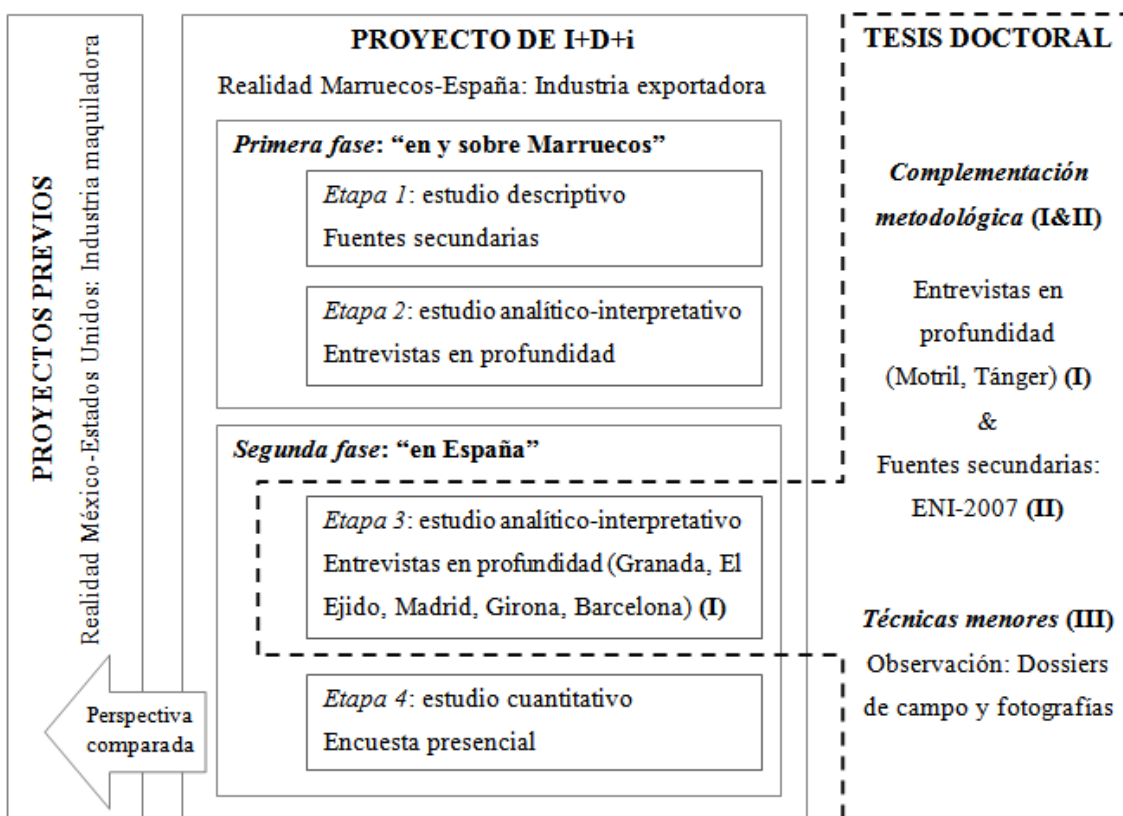 PROYECTOS PREVIOS
Realidad México-Estados Unidos: Industria maquiladora
PROYECTO DE I+D+i
Realidad Marruecos-España: Industria exportadora
Primera fase: “en y sobre Marruecos”
Etapa 1: estudio descriptivo
Fuentes secundarias
Etapa 2: estudio analítico-interpretativo
Entrevistas en profundidad
Segunda fase: “en España”
Etapa 3: estudio analítico-interpretativo
Entrevistas en profundidad (Granada, El
Ejido, Madrid, Girona, Barcelona) (I)
Etapa 4: estudio cuantitativo
Encuesta presencial
Perspectiva
comparada
TESIS DOCTORAL
Complementación
metodológica (I&II)
Entrevistas en
profundidad
(Motril, Tánger) (I)
&
Fuentes secundarias:
ENI-2007 (II)
Técnicas menores (III)
Observación: Dossiers
de campo y fotografías